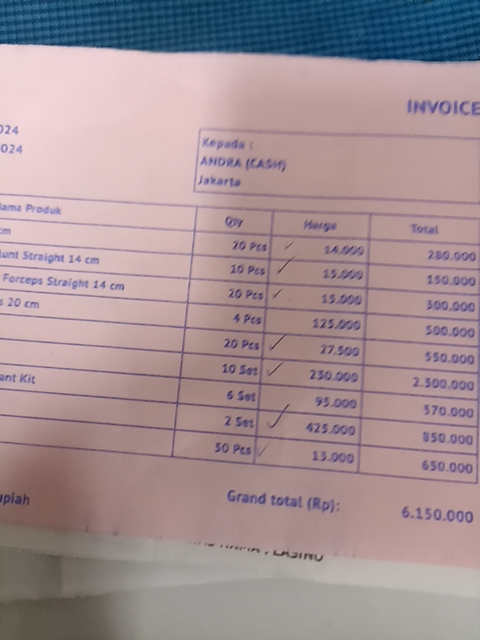 INVOICE
024
024
Kepada :
ANDRA (CASH)
Jakarta
Nama Produk Qty Harga Total
cm 20 Pcs 14.000 280.000
lunt Straight 14 cm 10 Pcs 15.000 150.000
Forceps Straight 14 cm 20 Pcs 15.000 300.000
s 20 cm 4 Pcs 125.000 500.000
20 Pcs 27.500 550.000
10 Set 230.000 2.300.000
ant Kit 6 Set 95.000 570.000
2 Set 425.000 850.000
50 Pcs 13.000 650.000
upiah Grand total (Rp): 6.150.000